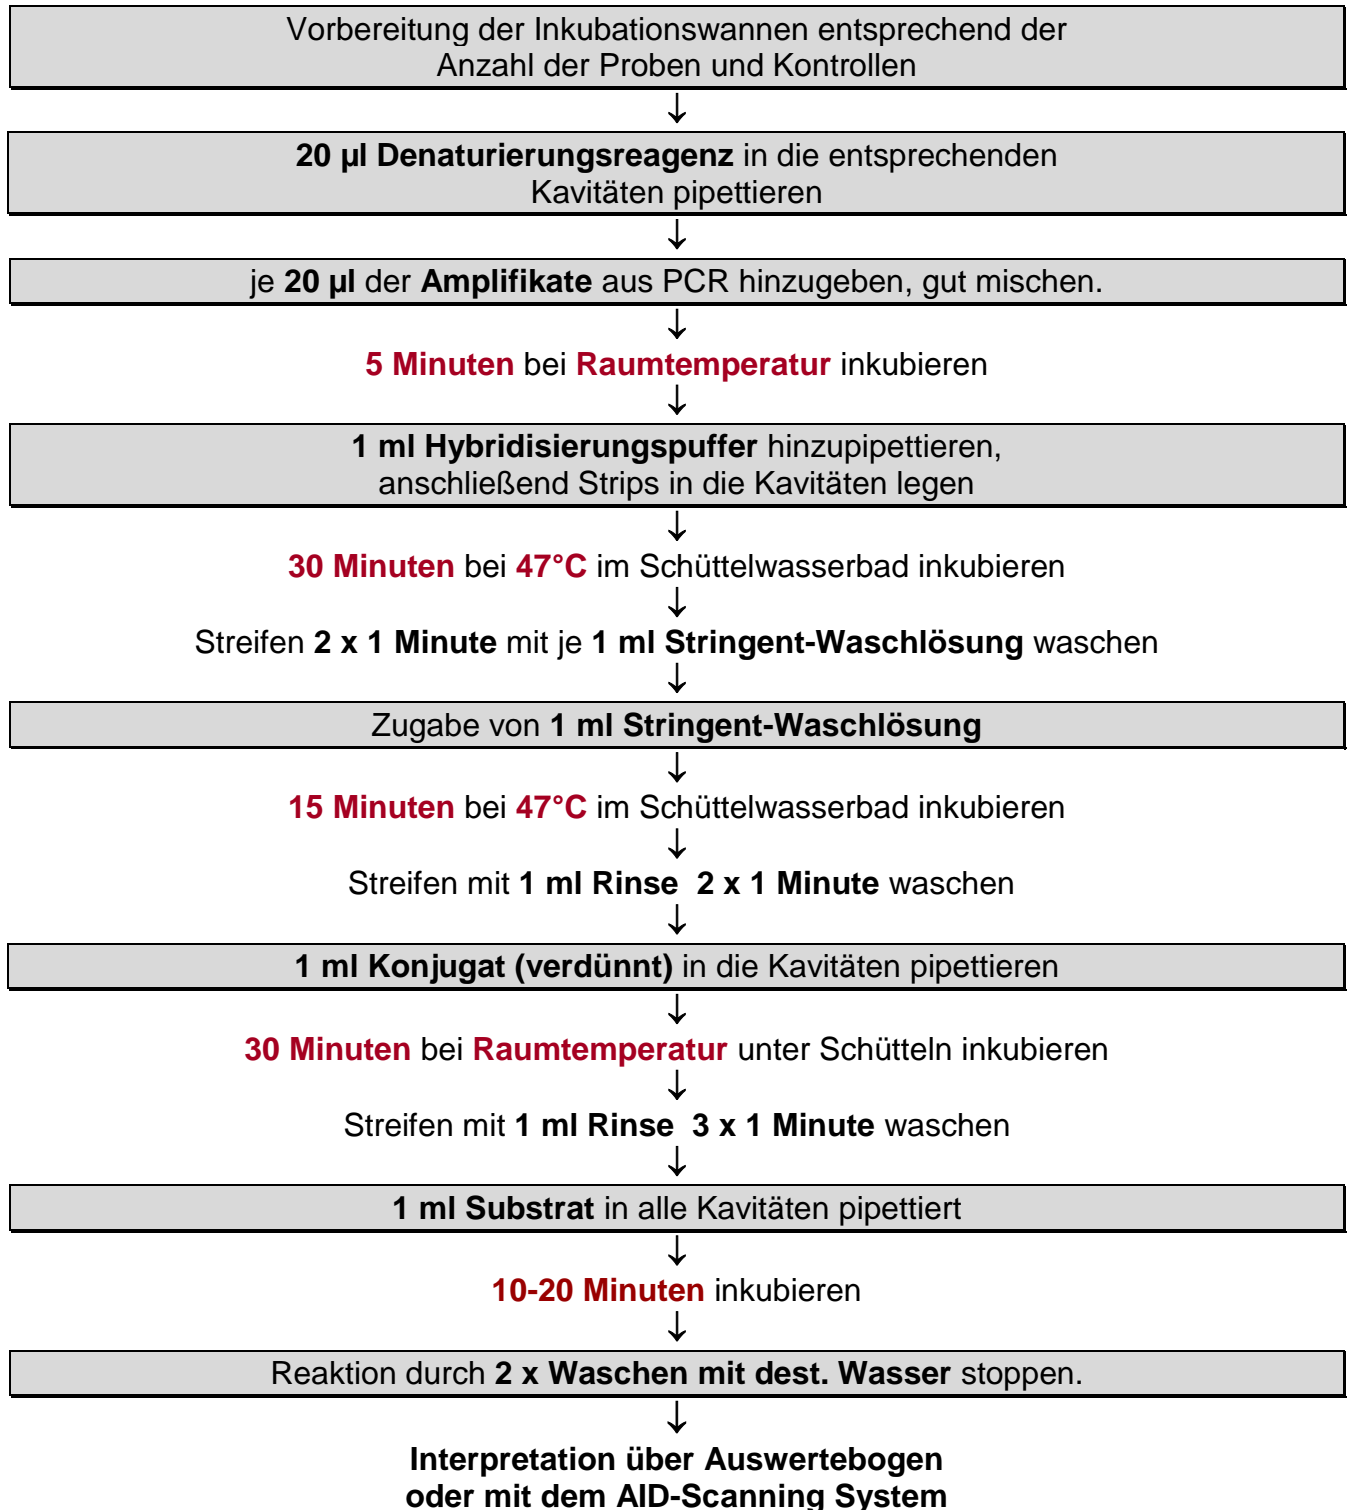 Vorbereitung der Inkubationswannen entsprechend der
Anzahl der Proben und Kontrollen
↓
20 µl Denaturierungsreagenz in die entsprechenden
Kavitäten pipettieren
↓
je 20 µl der Amplifikate aus PCR hinzugeben, gut mischen.
↓
5 Minuten bei Raumtemperatur inkubieren
↓
1 ml Hybridisierungspuffer hinzupipettieren,
anschließend Strips in die Kavitäten legen
↓
30 Minuten bei 47°C im Schüttelwasserbad inkubieren
↓
Streifen 2 x 1 Minute mit je 1 ml Stringent-Waschlösung waschen
↓
Zugabe von 1 ml Stringent-Waschlösung
↓
15 Minuten bei 47°C im Schüttelwasserbad inkubieren
↓
Streifen mit 1 ml Rinse  2 x 1 Minute waschen
↓
1 ml Konjugat (verdünnt) in die Kavitäten pipettieren
↓
30 Minuten bei Raumtemperatur unter Schütteln inkubieren
↓
Streifen mit 1 ml Rinse  3 x 1 Minute waschen
↓
1 ml Substrat in alle Kavitäten pipettiert
↓
10-20 Minuten inkubieren
↓
Reaktion durch 2 x Waschen mit dest. Wasser stoppen.
↓
Interpretation über Auswertebogen
oder mit dem AID-Scanning System